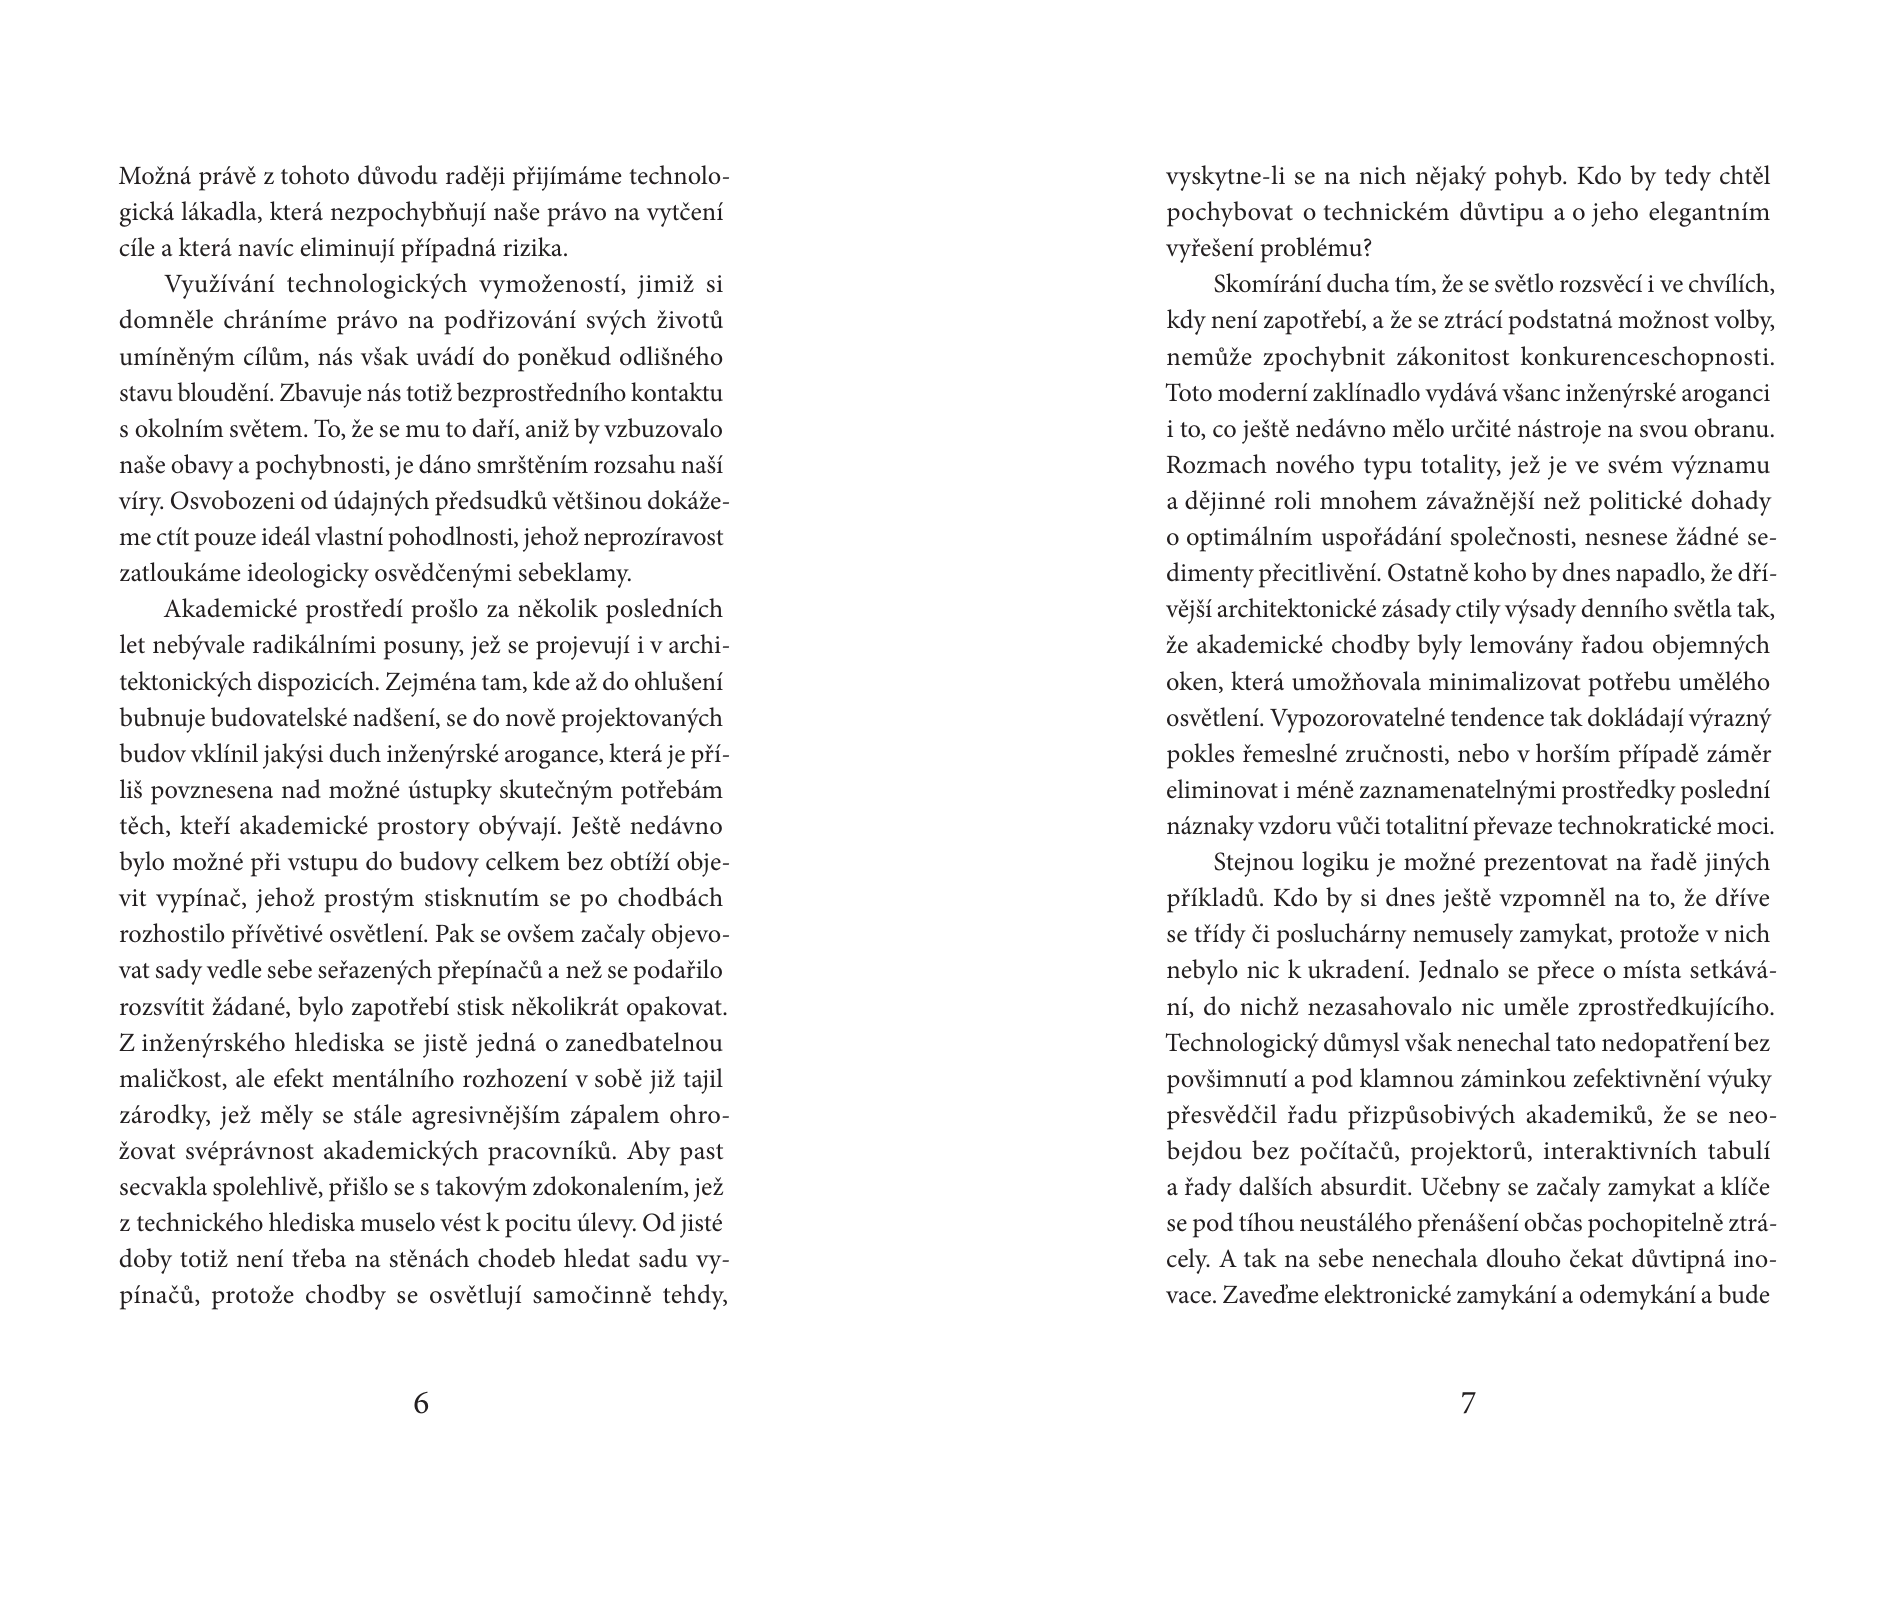 Možná právě z tohoto důvodu raději přijímáme technolo-
gická lákadla, která nezpochybňují naše právo na vytčení
cíle a která navíc eliminují případná rizika.
Využívání technologických vymožeností, jimiž si
domněle chráníme právo na podřizování svých životů
umíněným cílům, nás však uvádí do poněkud odlišného
stavu bloudění. Zbavuje nás totiž bezprostředního kontaktu
s okolním světem. To, že se mu to daří, aniž by vzbuzovalo
naše obavy a pochybnosti, je dáno smrštěním rozsahu naší
víry. Osvobozeni od údajných předsudků většinou dokáže-
me ctít pouze ideál vlastní pohodlnosti, jehož neprozíravost
zatloukáme ideologicky osvědčenými sebeklamy.
Akademické prostředí prošlo za několik posledních
let nebývale radikálními posuny, jež se projevují i v archi-
tektonických dispozicích. Zejména tam, kde až do ohlušení
bubnuje budovatelské nadšení, se do nově projektovaných
budov vklínil jakýsi duch inženýrské arogance, která je pří-
liš povznesena nad možné ústupky skutečným potřebám
těch, kteří akademické prostory obývají. Ještě nedávno
bylo možné při vstupu do budovy celkem bez obtíží obje-
vit vypínač, jehož prostým stisknutím se po chodbách
rozhostilo přívětivé osvětlení. Pak se ovšem začaly objevo-
vat sady vedle sebe seřazených přepínačů a než se podařilo
rozsvítit žádané, bylo zapotřebí stisk několikrát opakovat.
Z inženýrského hlediska se jistě jedná o zanedbatelnou
maličkost, ale efekt mentálního rozhození v sobě již tajil
zárodky, jež měly se stále agresivnějším zápalem ohro-
žovat svéprávnost akademických pracovníků. Aby past
secvakla spolehlivě, přišlo se s takovým zdokonalením, jež
z technického hlediska muselo vést k pocitu úlevy. Od jisté
doby totiž není třeba na stěnách chodeb hledat sadu vy-
pínačů, protože chodby se osvětlují samočinně tehdy,
6
vyskytne-li se na nich nějaký pohyb. Kdo by tedy chtěl
pochybovat o technickém důvtipu a o jeho elegantním
vyřešení problému?
Skomírání ducha tím, že se světlo rozsvěcí i ve chvílích,
kdy není zapotřebí, a že se ztrácí podstatná možnost volby,
nemůže zpochybnit zákonitost konkurenceschopnosti.
Toto moderní zaklínadlo vydává všanc inženýrské aroganci
i to, co ještě nedávno mělo určité nástroje na svou obranu.
Rozmach nového typu totality, jež je ve svém významu
a dějinné roli mnohem závažnější než politické dohady
o optimálním uspořádání společnosti, nesnese žádné se-
dimenty přecitlivění. Ostatně koho by dnes napadlo, že dří-
vější architektonické zásady ctily výsady denního světla tak,
že akademické chodby byly lemovány řadou objemných
oken, která umožňovala minimalizovat potřebu umělého
osvětlení. Vypozorovatelné tendence tak dokládají výrazný
pokles řemeslné zručnosti, nebo v horším případě záměr
eliminovat i méně zaznamenatelnými prostředky poslední
náznaky vzdoru vůči totalitní převaze technokratické moci.
Stejnou logiku je možné prezentovat na řadě jiných
příkladů. Kdo by si dnes ještě vzpomněl na to, že dříve
se třídy či posluchárny nemusely zamykat, protože v nich
nebylo nic k ukradení. Jednalo se přece o místa setkává-
ní, do nichž nezasahovalo nic uměle zprostředkujícího.
Technologický důmysl však nenechal tato nedopatření bez
povšimnutí a pod klamnou záminkou zefektivnění výuky
přesvědčil řadu přizpůsobivých akademiků, že se neo-
bejdou bez počítačů, projektorů, interaktivních tabulí
a řady dalších absurdit. Učebny se začaly zamykat a klíče
se pod tíhou neustálého přenášení občas pochopitelně ztrá-
cely. A tak na sebe nenechala dlouho čekat důvtipná ino-
vace. Zaveďme elektronické zamykání a odemykání a bude
7